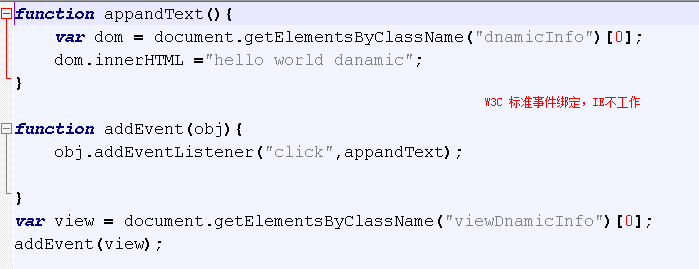 function appandText(){
var dom = document.getElementsByClassName("dnamicInfo")[0];
dom.innerHTML ="hello world danamic";
}
W3C 标准事件绑定，IE不工作
function addEvent(obj){
obj.addEventListener("click",appandText);
}
var view = document.getElementsByClassName("viewDnamicInfo")[0];
addEvent(view);